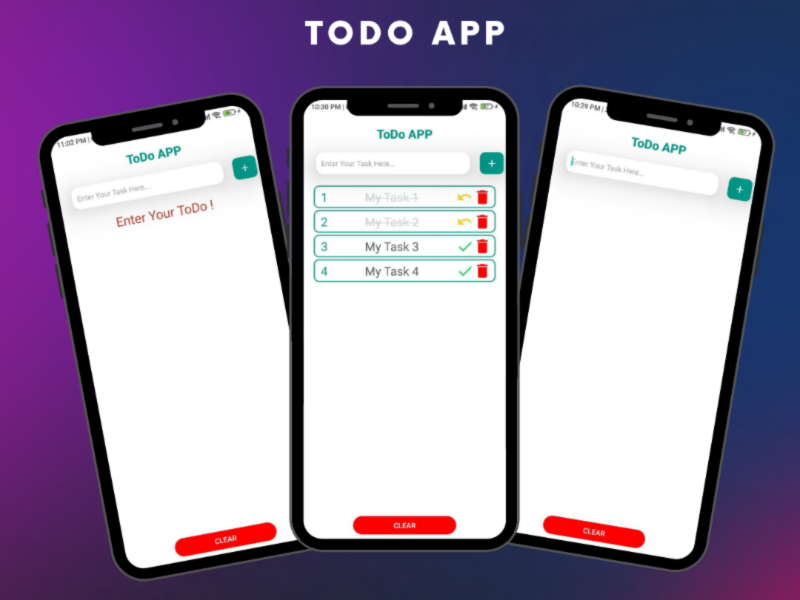 TODO APP
11:02 PM |
ToDo APP
Enter Your Task Here...
+
Enter Your ToDo !
CLEAR
10:30 PM |
ToDo APP
Enter Your Task Here...
+
1 My Task 1
2 My Task 2
3 My Task 3
4 My Task 4
CLEAR
10:29 PM |
ToDo APP
Enter Your Task Here...
+
CLEAR